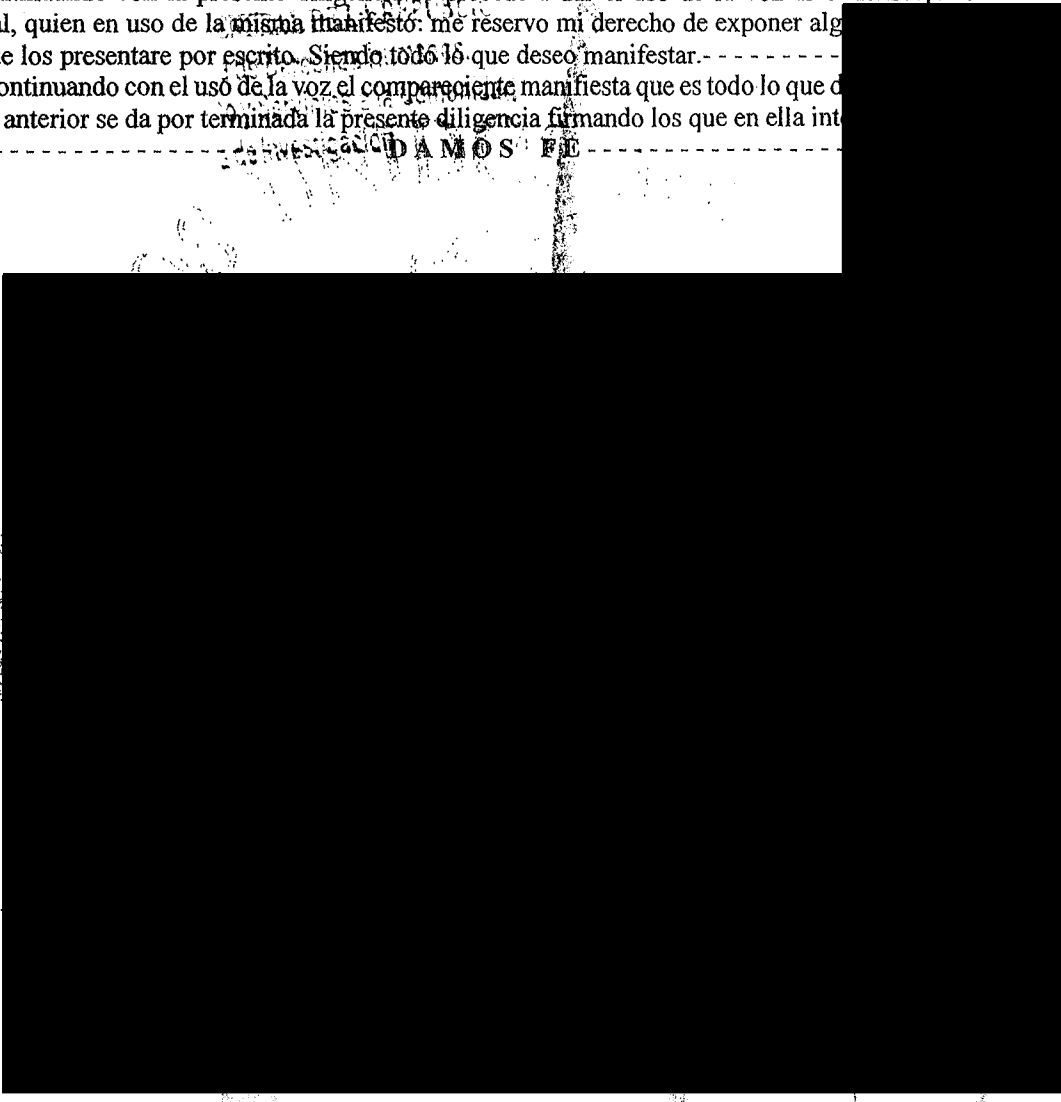 al, quien en uso de la misma manifestó: me reservo mi derecho de exponer alg
e los presentare por escrito. Siendo todo lo que deseo manifestar.- - - - - - - - -
ontinuando con el uso de la voz el compareciente manifiesta que es todo lo que d
anterior se da por terminada la presente diligencia firmando los que en ella int
- - - - - - - - - - - - - - - - D A M O S F E - - - - - - - - - - - - - - - - -